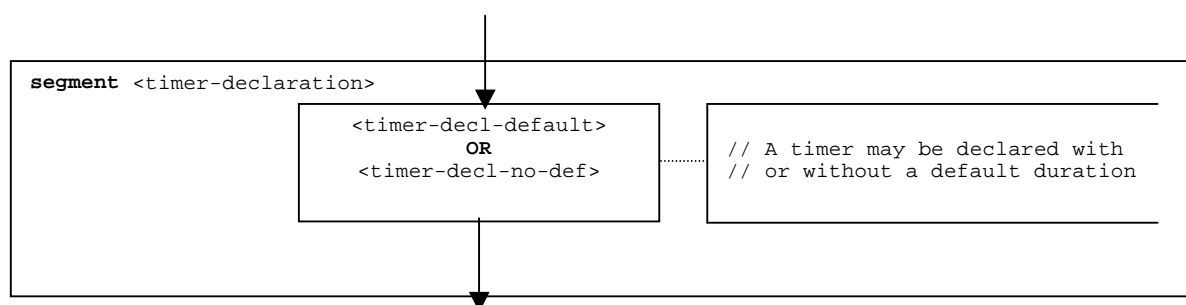 segment <timer-declaration>
<timer-decl-default>
OR
<timer-decl-no-def>
// A timer may be declared with
// or without a default duration